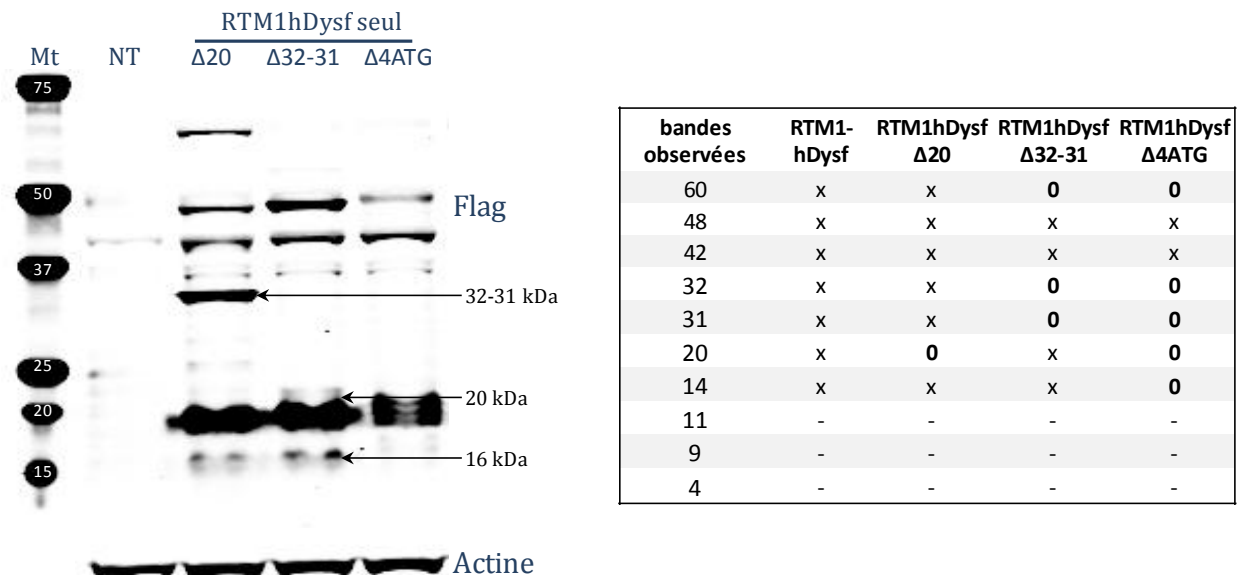 RTM1hDysf seul
Mt NT Δ20 Δ32-31 Δ4ATG
75
50
Flag
37
32-31 kDa
25
20 kDa
20
16 kDa
15
Actine
bandes observées RTM1-hDysf RTM1hDysf Δ20 RTM1hDysf Δ32-31 RTM1hDysf Δ4ATG
60 x x 0 0
48 x x x x
42 x x x x
32 x x 0 0
31 x x 0 0
20 x 0 x 0
14 x x x 0
11 - - - -
9 - - - -
4 - - - -